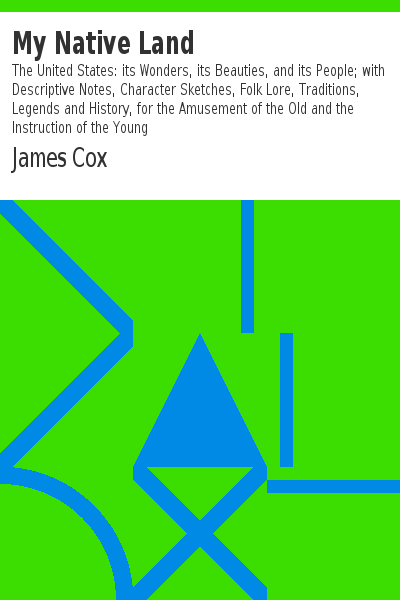 My Native Land
The United States: its Wonders, its Beauties, and its People; with
Descriptive Notes, Character Sketches, Folk Lore, Traditions,
Legends and History, for the Amusement of the Old and the
Instruction of the Young
James Cox